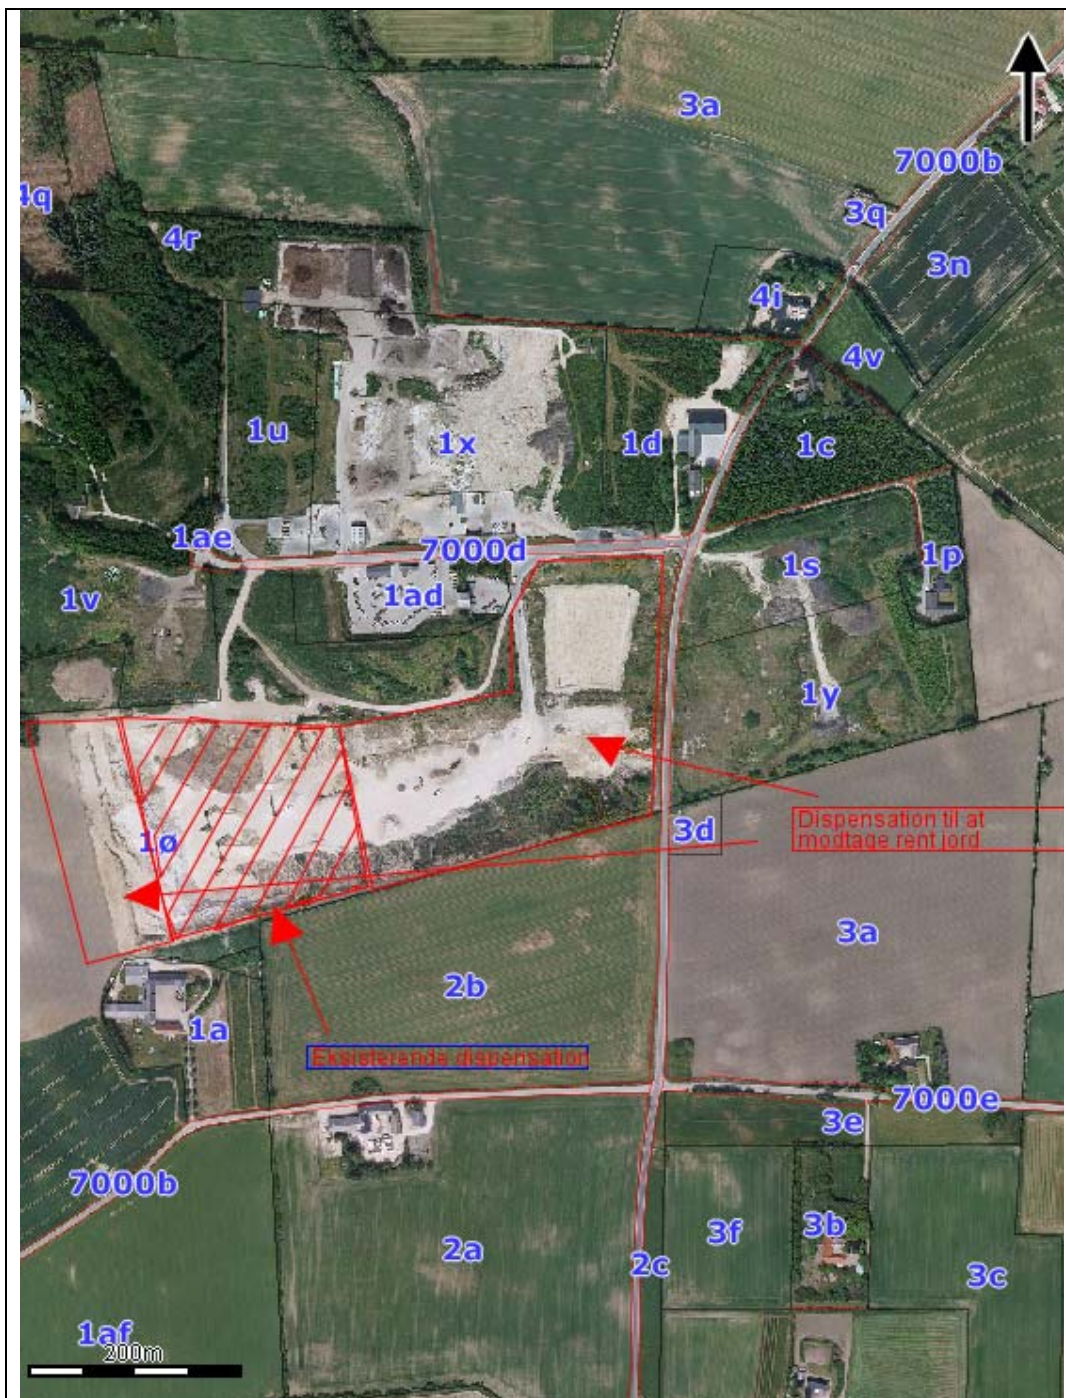 3a
7000b
4q
3q
4r
3n
4i
4v
1u
1x
1d
1c
1ae
7000d
1s
1p
1v
1ad
1y
3d
Dispensation til at
modtage rent jord
1ø
3a
2b
1a
Eksisterende dispensation
7000e
3e
7000b
3f
3b
2a
2c
3c
1af
200m